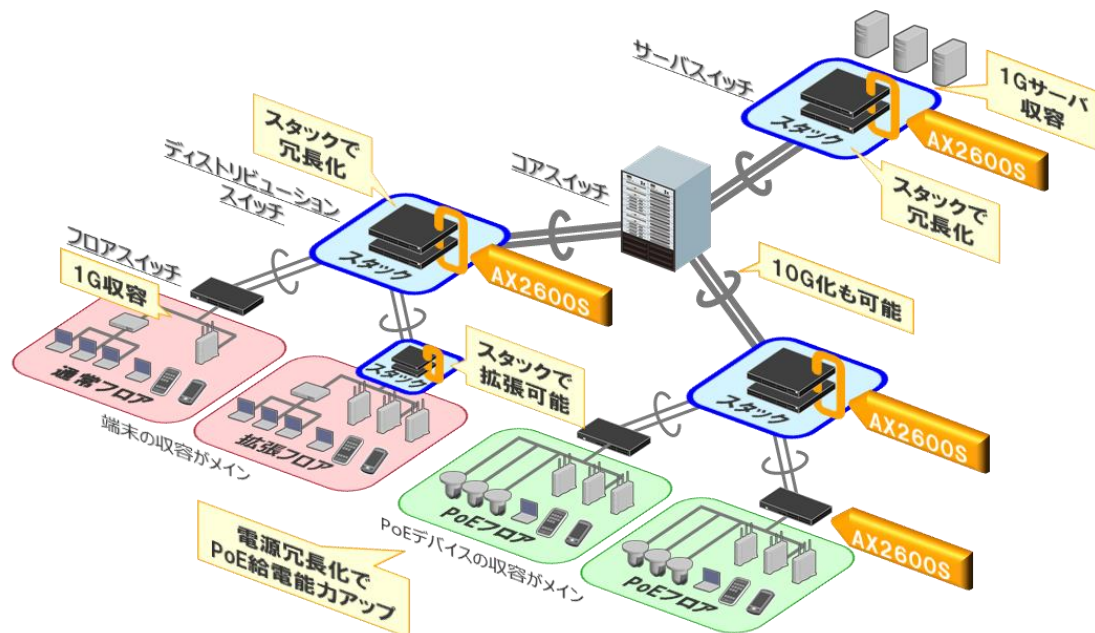 サーバスイッチ
1Gサーバ
収容
スタック
AX2600S
スタックで
冗長化
コアスイッチ
スタックで
冗長化
ディストリビューション
スイッチ
スタック
AX2600S
10G化も可能
フロアスイッチ
1G収容
通常フロア
スタック
スタックで
拡張可能
拡張フロア
端末の収容がメイン
スタック
AX2600S
PoEフロア
AX2600S
PoEフロア
PoEデバイスの収容がメイン
電源冗長化で
PoE給電能力アップ